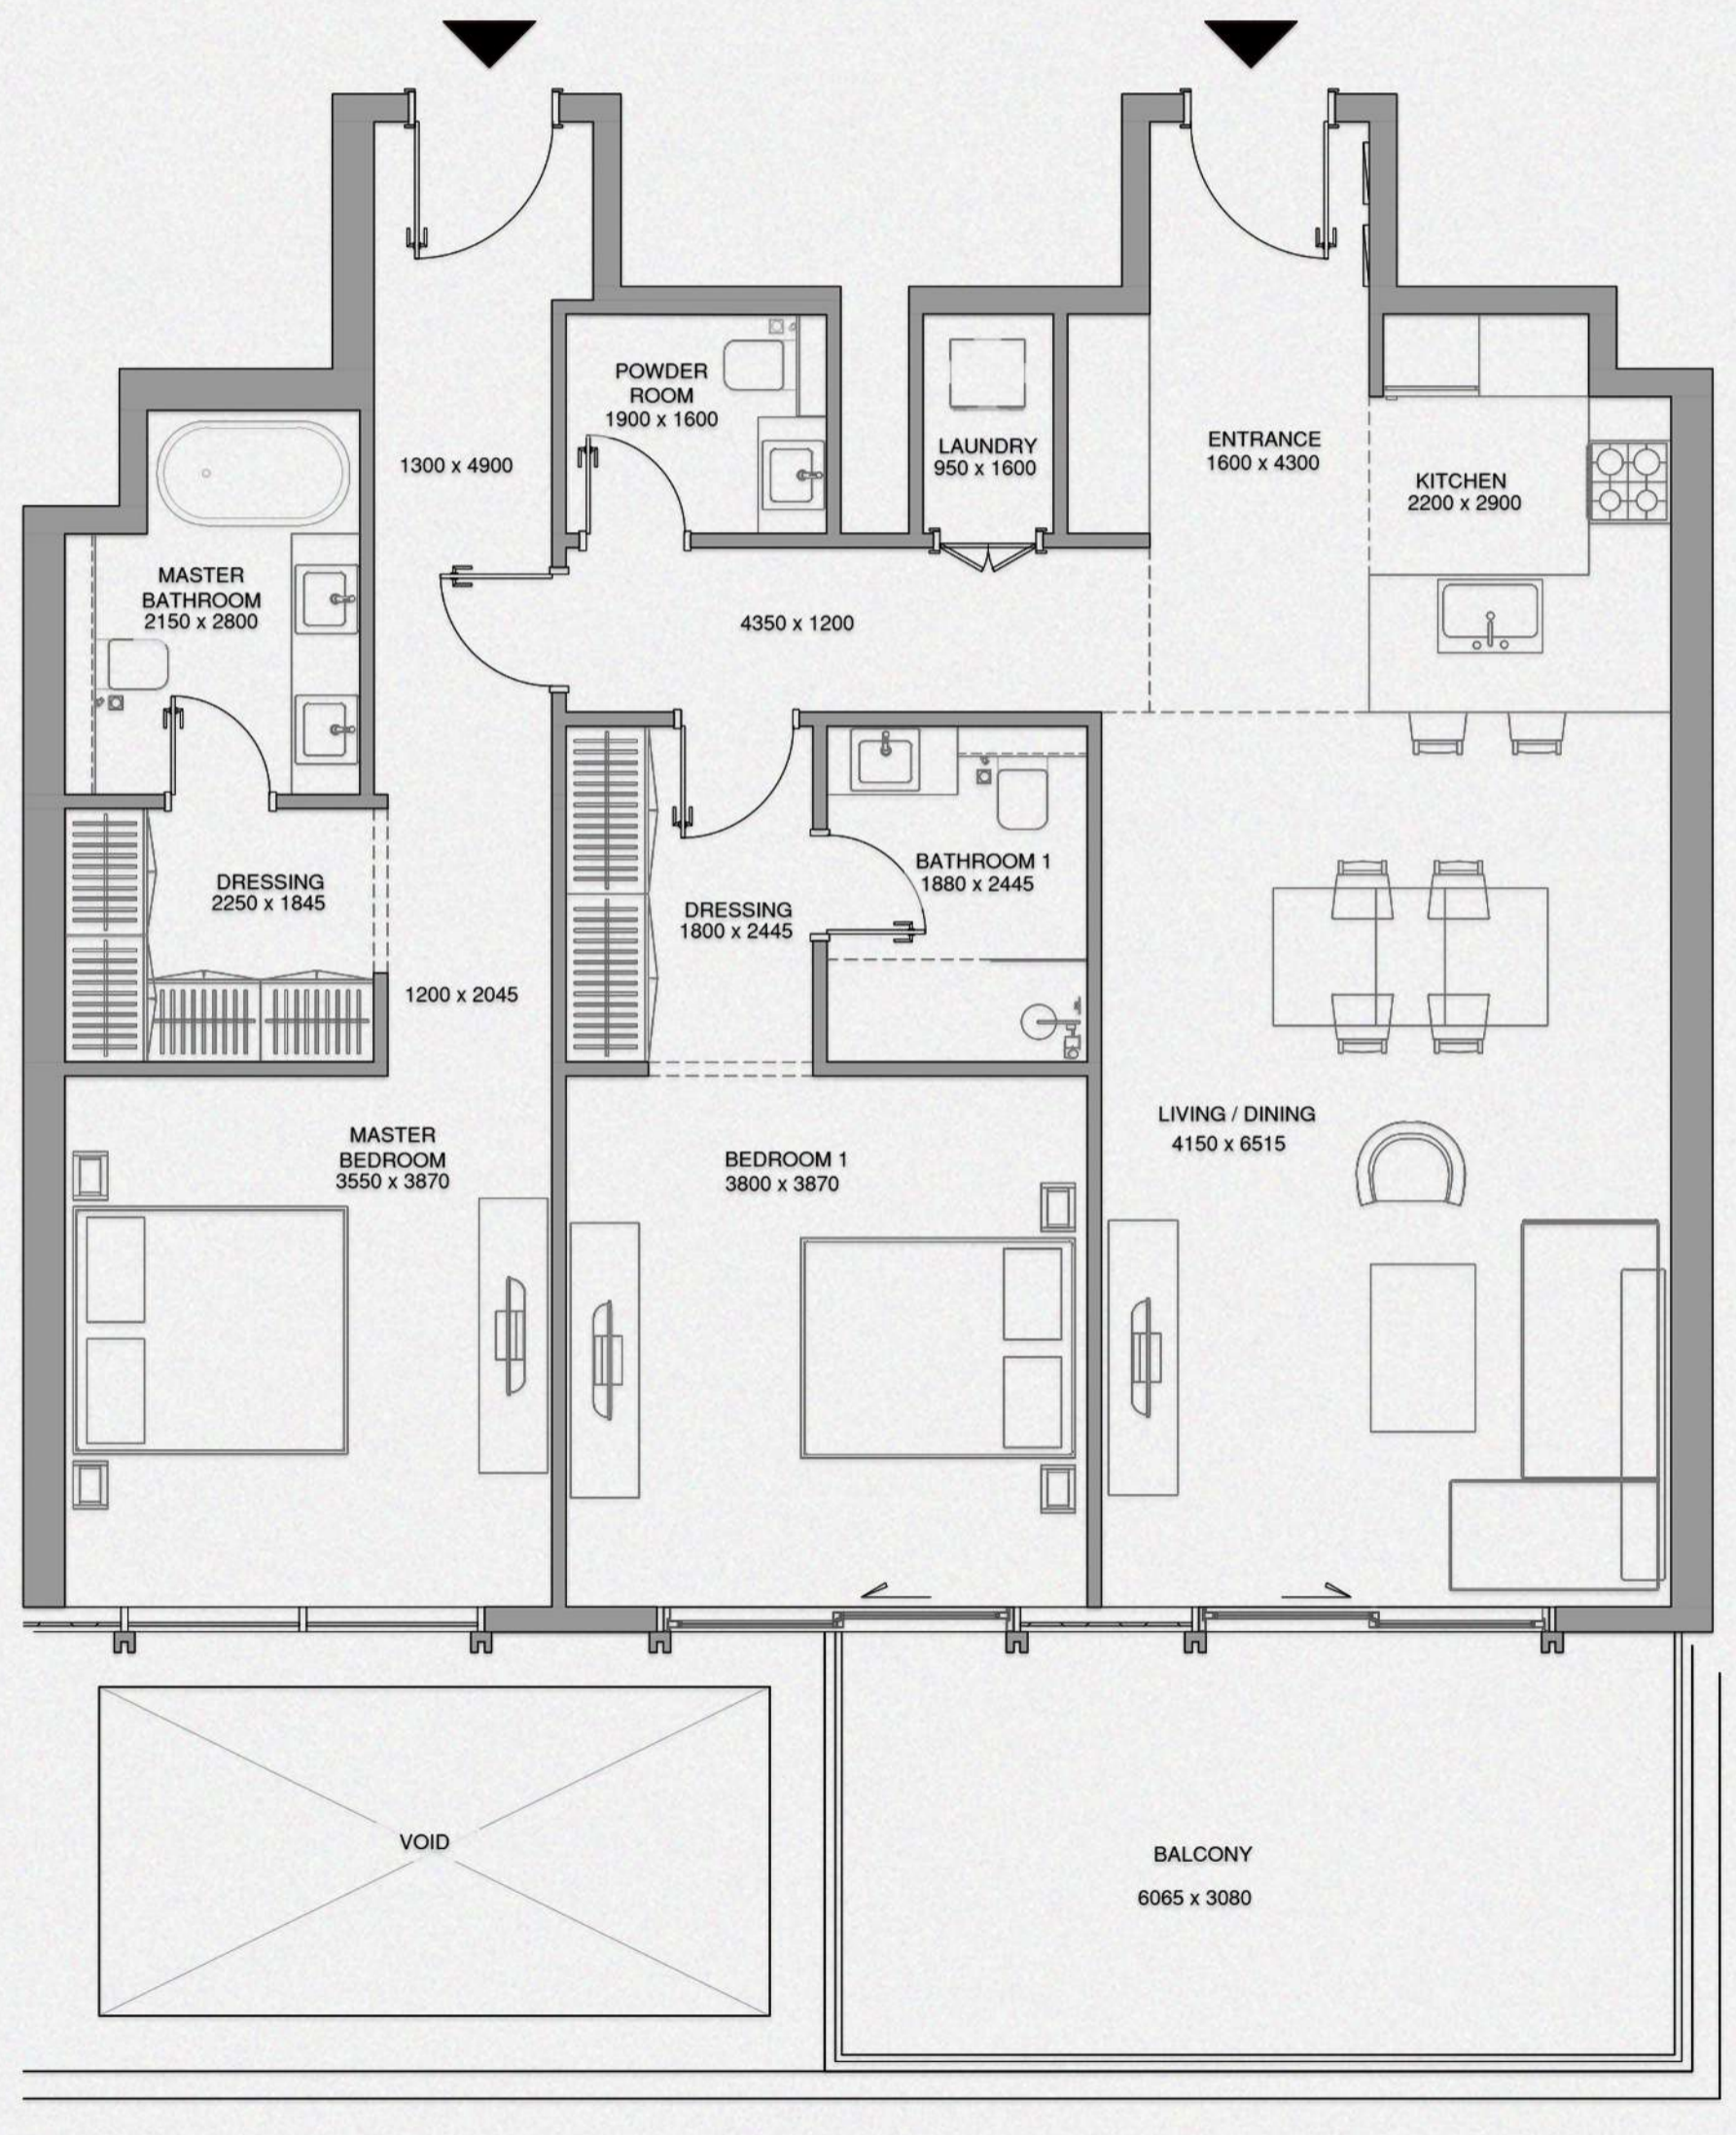 POWDER
ROOM
1900 x 1600
1300 x 4900
LAUNDRY
950 x 1600
ENTRANCE
1600 x 4300
KITCHEN
2200 x 2900
MASTER
BATHROOM
2150 x 2800
4350 x 1200
DRESSING
2250 x 1845
DRESSING
1800 x 2445
BATHROOM 1
1880 x 2445
1200 x 2045
MASTER
BEDROOM
3550 x 3870
BEDROOM 1
3800 x 3870
LIVING / DINING
4150 x 6515
VOID
BALCONY
6065 x 3080